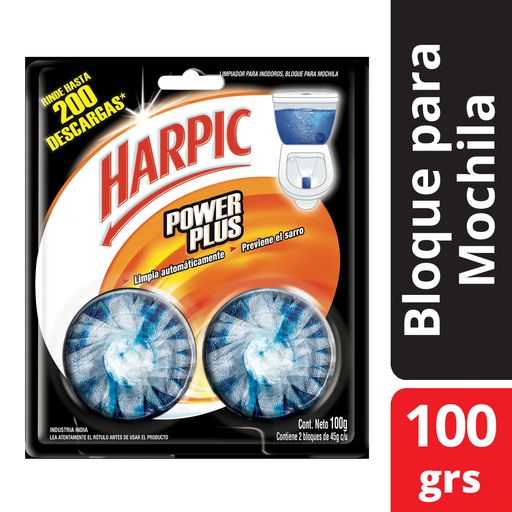 RINDE HASTA
200
DESCARGAS*
LIMPIADOR PARA INODOROS, BLOQUE PARA MOCHILA
HARPIC
POWER
PLUS
Limpia automáticamente
Previene el sarro
INDUSTRIA INDIA
LEA ATENTAMENTE EL RÓTULO ANTES DE USAR EL PRODUCTO
Cont. Neto 100g
Contiene 2 bloques de 45g c/u
Bloque para
Mochila
100
grs